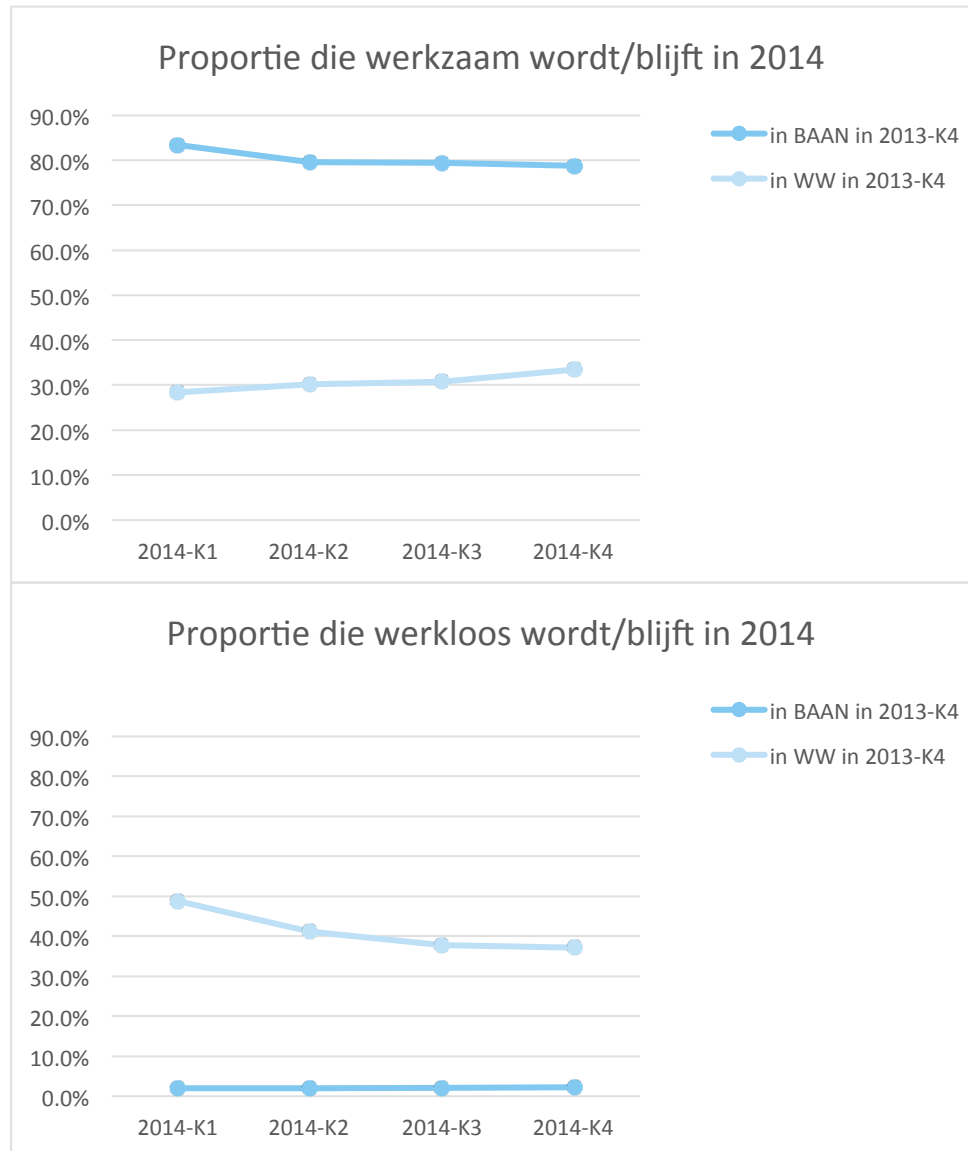 Proportie die werkzaam wordt/blijft in 2014
90.0%
80.0%
70.0%
60.0%
50.0%
40.0%
30.0%
20.0%
10.0%
0.0%
2014-K1 2014-K2 2014-K3 2014-K4
in BAAN in 2013-K4
in WW in 2013-K4
Proportie die werkloos wordt/blijft in 2014
90.0%
80.0%
70.0%
60.0%
50.0%
40.0%
30.0%
20.0%
10.0%
0.0%
2014-K1 2014-K2 2014-K3 2014-K4
in BAAN in 2013-K4
in WW in 2013-K4